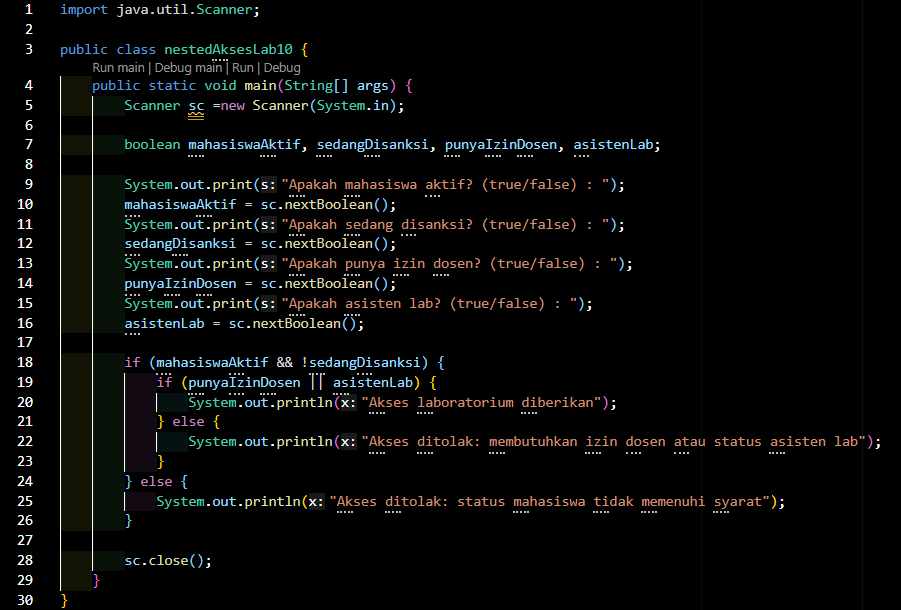 1 import java.util.Scanner;
2
3 public class nestedAksesLab10 {
Run main | Debug main | Run | Debug
4 public static void main(String[] args) {
5 Scanner sc =new Scanner(System.in);
6
7 boolean mahasiswaAktif, sedangDisanksi, punyaIzinDosen, asistenLab;
8
9 System.out.print(s: "Apakah mahasiswa aktif? (true/false) : ");
10 mahasiswaAktif = sc.nextBoolean();
11 System.out.print(s: "Apakah sedang disanksi? (true/false) : ");
12 sedangDisanksi = sc.nextBoolean();
13 System.out.print(s: "Apakah punya izin dosen? (true/false) : ");
14 punyaIzinDosen = sc.nextBoolean();
15 System.out.print(s: "Apakah asisten lab? (true/false) : ");
16 asistenLab = sc.nextBoolean();
17
18 if (mahasiswaAktif && !sedangDisanksi) {
19 if (punyaIzinDosen || asistenLab) {
20 System.out.println(x: "Akses laboratorium diberikan");
21 } else {
22 System.out.println(x: "Akses ditolak: membutuhkan izin dosen atau status asisten lab");
23 }
24 } else {
25 System.out.println(x: "Akses ditolak: status mahasiswa tidak memenuhi syarat");
26 }
27
28 sc.close();
29 }
30 }